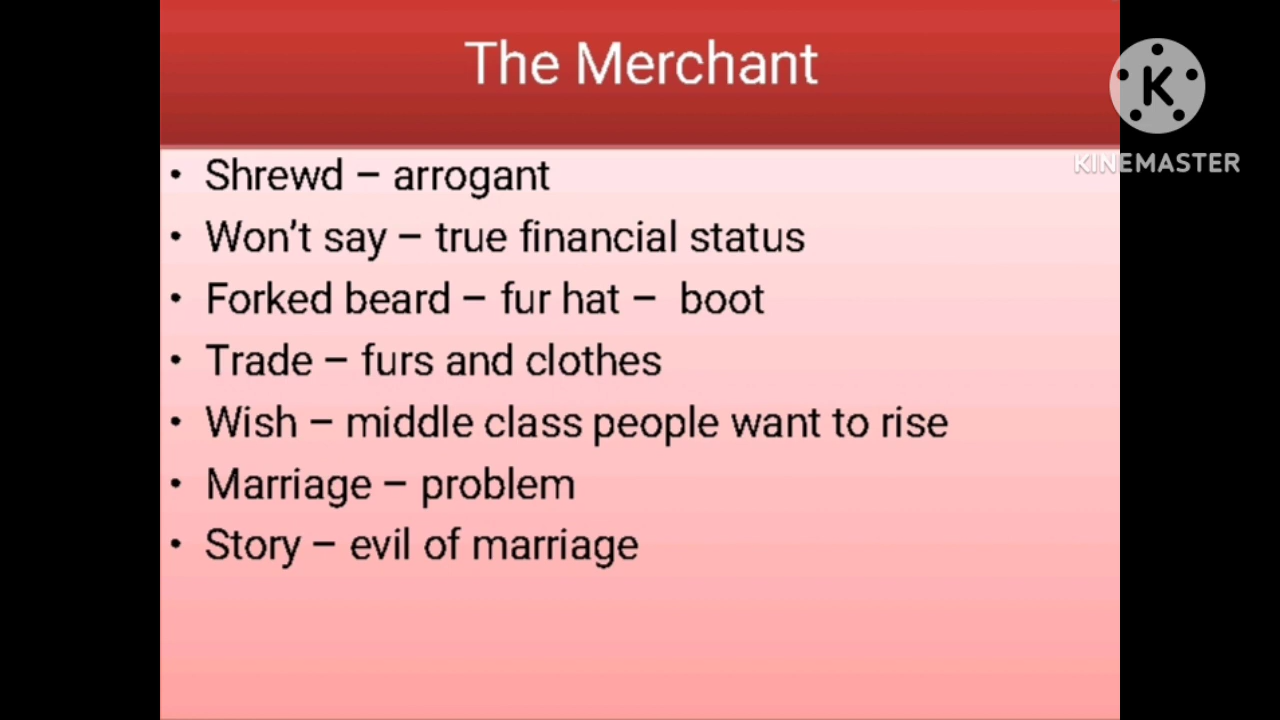 The Merchant
K
KINEMASTER
• Shrewd – arrogant
• Won’t say – true financial status
• Forked beard – fur hat –  boot
• Trade – furs and clothes
• Wish – middle class people want to rise
• Marriage – problem
• Story – evil of marriage